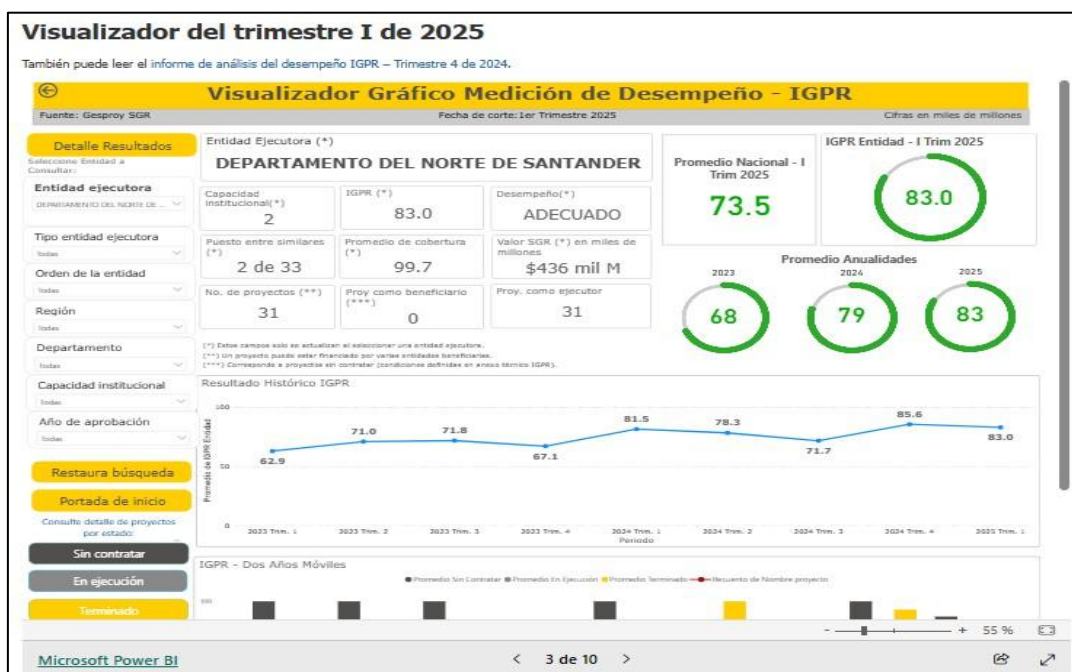 Visualizador del trimestre I de 2025
También puede leer el informe de análisis del desempeño IGPR – Trimestre 4 de 2024.
Visualizador Gráfico Medición de Desempeño - IGPR
Fuente: Gesproy SGR
Fecha de corte: 1er Trimestre 2025
Cifras en miles de millones
Detalle Resultados
Seleccione Entidad a
Consultar:
Entidad ejecutora
DEPARTAMENTO DEL NORTE DE ...
Tipo entidad ejecutora
Todas
Orden de la entidad
Todas
Región
Todas
Departamento
Todas
Capacidad institucional
Todas
Año de aprobación
Todas
Restaura búsqueda
Portada de inicio
Consulte detalle de proyectos
por estado:
Sin contratar
En ejecución
Terminado
Entidad Ejecutora (*)
DEPARTAMENTO DEL NORTE DE SANTANDER
Capacidad
institucional(*)
2
IGPR (*)
83.0
Desempeño(*)
ADECUADO
Puesto entre similares
(*)
2 de 33
Promedio de cobertura
(*)
99.7
Valor SGR (*) en miles de
millones
$436 mil M
No. de proyectos (**)
31
Proy como beneficiario
(***)
0
Proy. como ejecutor
31
Promedio Nacional - I
Trim 2025
73.5
IGPR Entidad - I Trim 2025
83.0
Promedio Anualidades
2023
68
2024
79
2025
83
(*) Estos campos solo se actualizan al seleccionar una entidad ejecutora.
(**) Un proyecto puede estar financiado por varias entidades beneficiarias.
(***) Corresponde a proyectos sin contratar (condiciones definidas en anexo técnico IGPR).
Resultado Histórico IGPR
Promedio de IGPR Entidad
100
50
0
62.9
71.0
71.8
67.1
81.5
78.3
71.7
85.6
83.0
2023 Trim. 1
2023 Trim. 2
2023 Trim. 3
2023 Trim. 4
2024 Trim. 1
2024 Trim. 2
2024 Trim. 3
2024 Trim. 4
2025 Trim. 1
Periodo
IGPR - Dos Años Móviles
Promedio Sin Contratar
Promedio En Ejecución
Promedio Terminado
Recuento de Nombre proyecto
100
- + 55 %
Microsoft Power BI
< 3 de 10 >